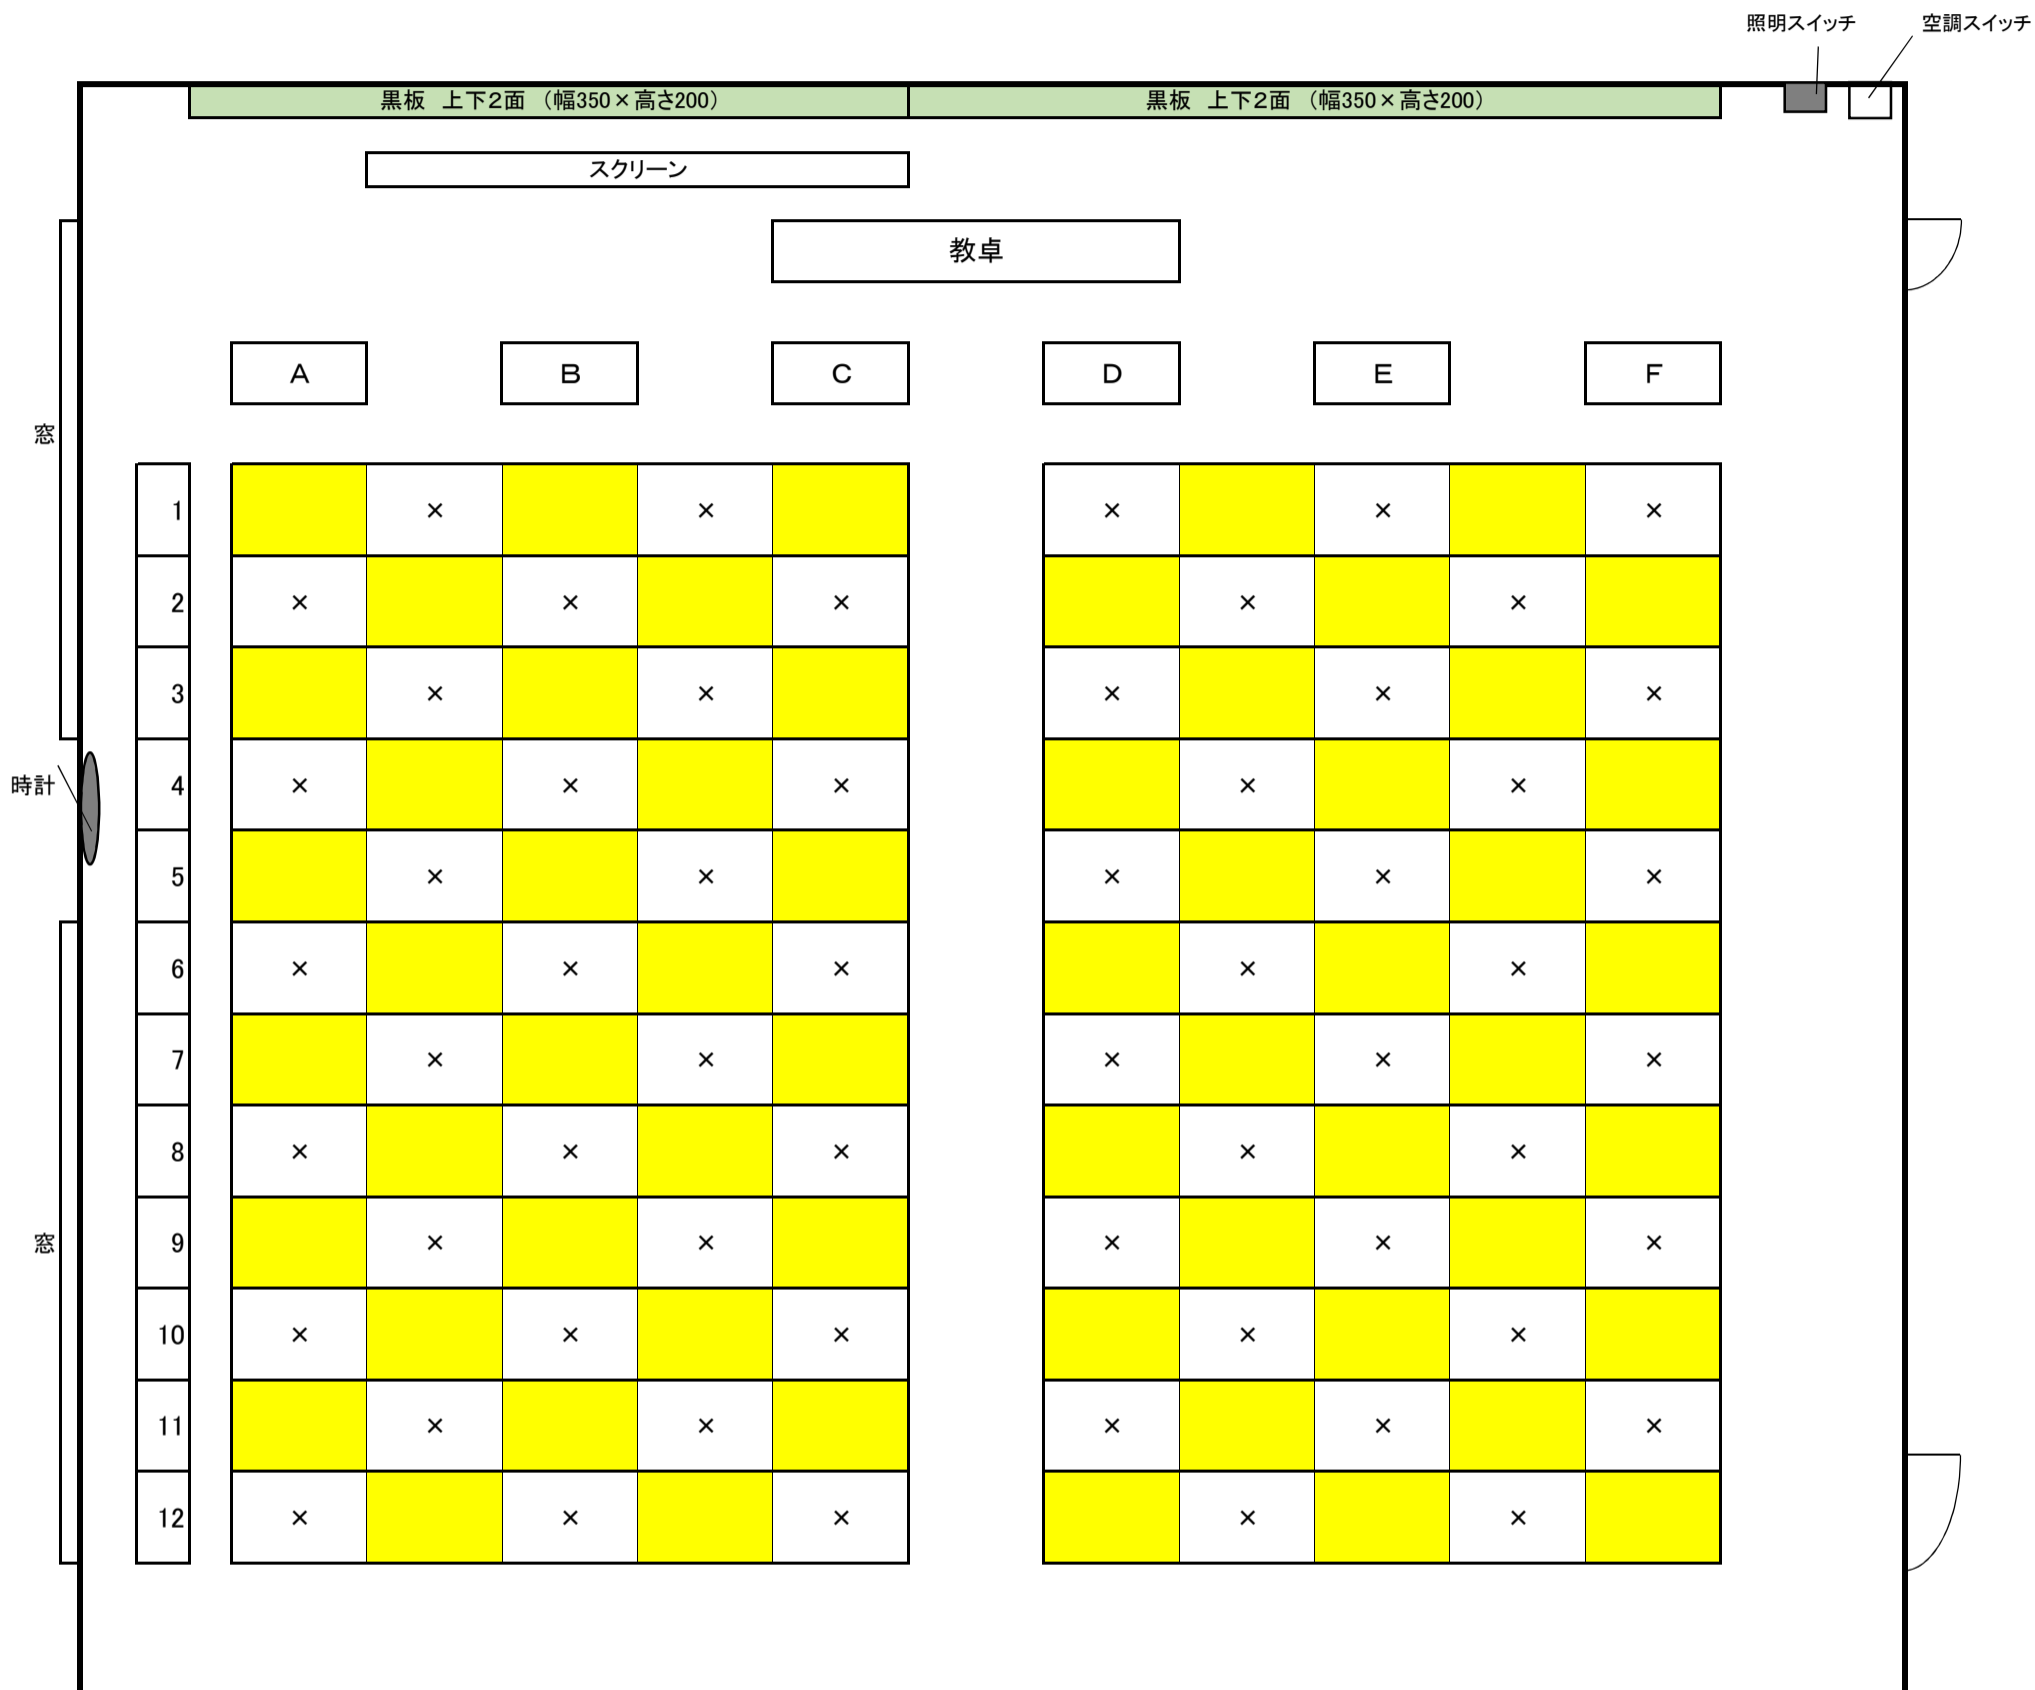 照明スイッチ 空調スイッチ
黒板 上下2面 (幅350×高さ200) 黒板 上下2面 (幅350×高さ200)
スクリーン
教卓
A B C D E F
窓
1 × × × × ×
2 × × × × ×
3 × × × × ×
時計
4 × × × × ×
5 × × × × ×
6 × × × × ×
7 × × × × ×
8 × × × × ×
窓
9 × × × × ×
10 × × × × ×
11 × × × × ×
12 × × × × ×